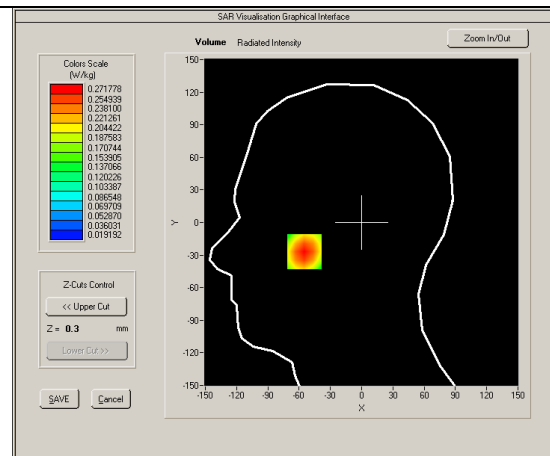 SAR Visualisation Graphical Interface
Volume Radiated Intensity
Zoom In/Out
Colors Scale
(W/kg)
0.271778
0.254939
0.238100
0.221261
0.204422
0.187583
0.170744
0.153905
0.137066
0.120226
0.103387
0.086548
0.069709
0.052870
0.036031
0.019192
Z-Cuts Control
<< Upper Cut
Z = 0.3 mm
Lower Cut >>
SAVE Cancel
150
120
90
60
30
0
-30
-60
-90
-120
-150
Y
-150 -120 -90 -60 -30 0 30 60 90 120 150
X